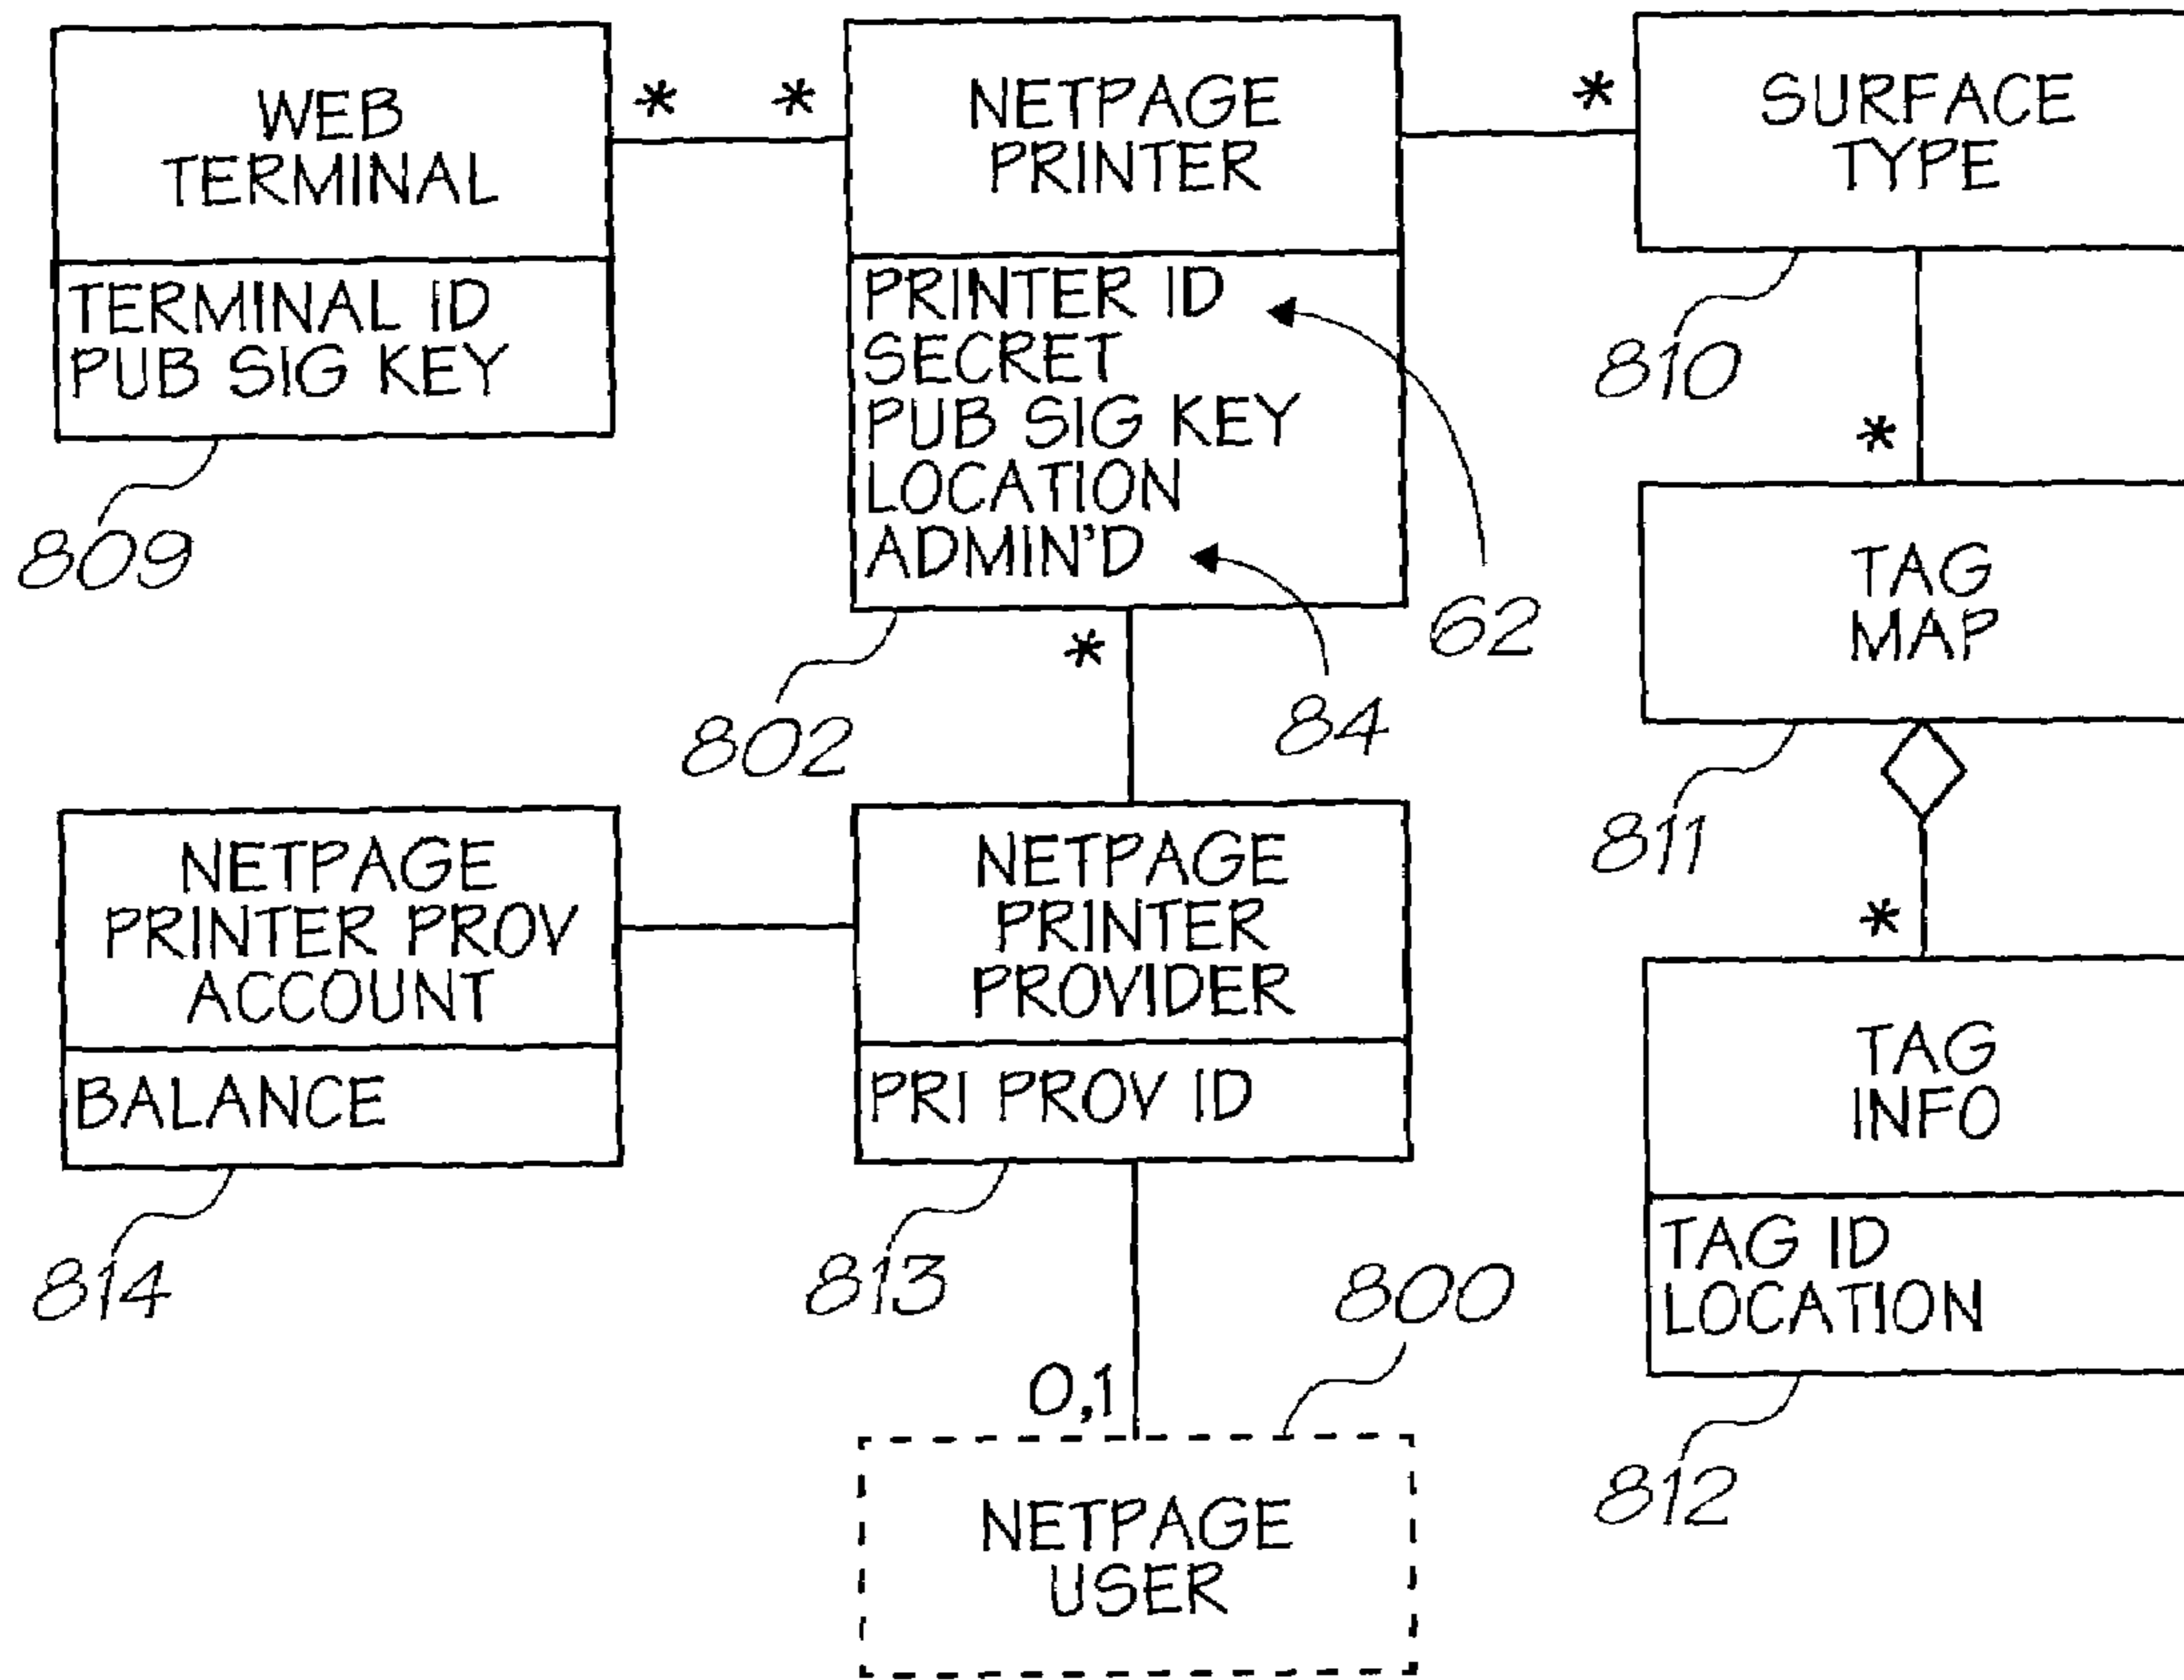 WEB
TERMINAL
TERMINAL ID
PUB SIG KEY
809
* *
NETPAGE
PRINTER
PRINTER ID
SECRET
PUB SIG KEY
LOCATION
ADMIN'D
62
84
802
*
*
SURFACE
TYPE
810
*
TAG
MAP
811
*
TAG
INFO
TAG ID
LOCATION
812
NETPAGE
PRINTER PROV
ACCOUNT
BALANCE
814
NETPAGE
PRINTER
PROVIDER
PRI PROV ID
813
800
0,1
NETPAGE
USER